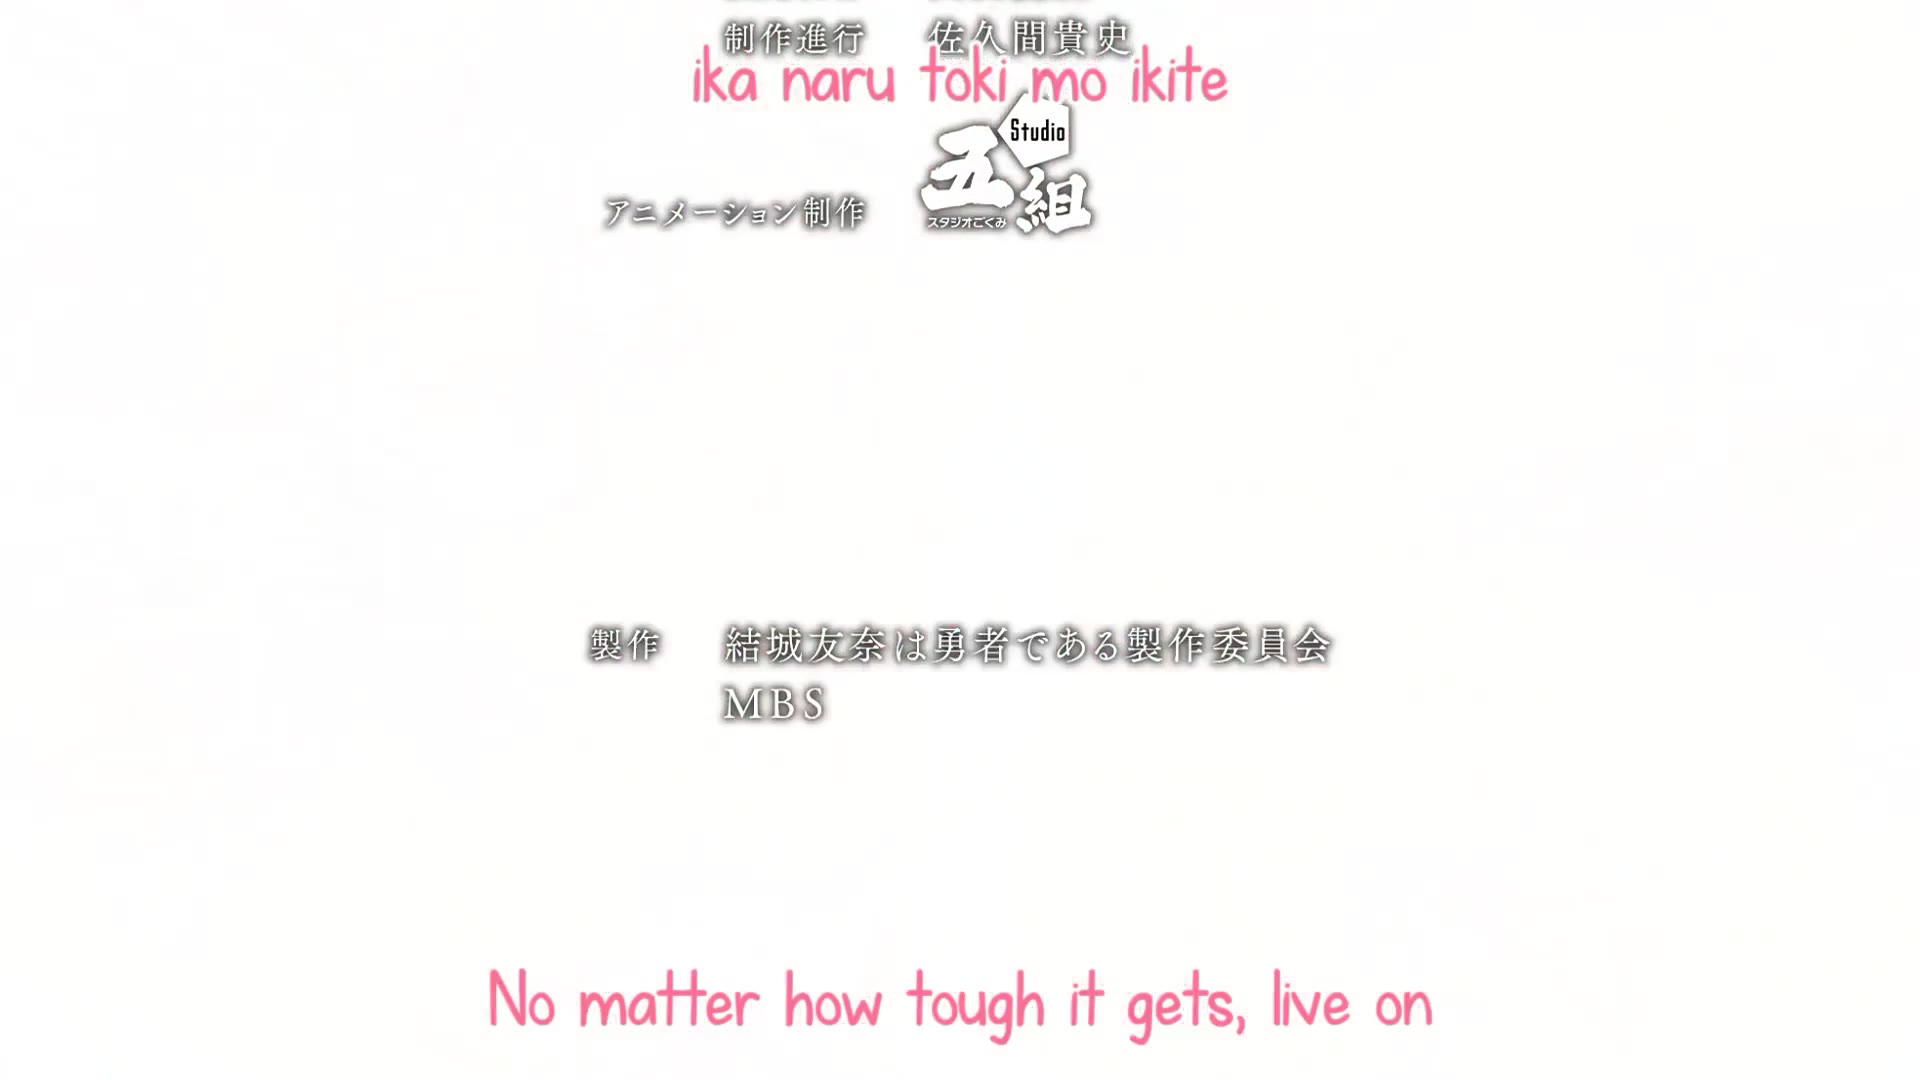 制作進行 佐久間貴史
ika naru toki mo ikite
Studio
五組
アニメーション制作
スタジオごくみ
製作 結城友奈は勇者である製作委員会
MBS
No matter how tough it gets, live on